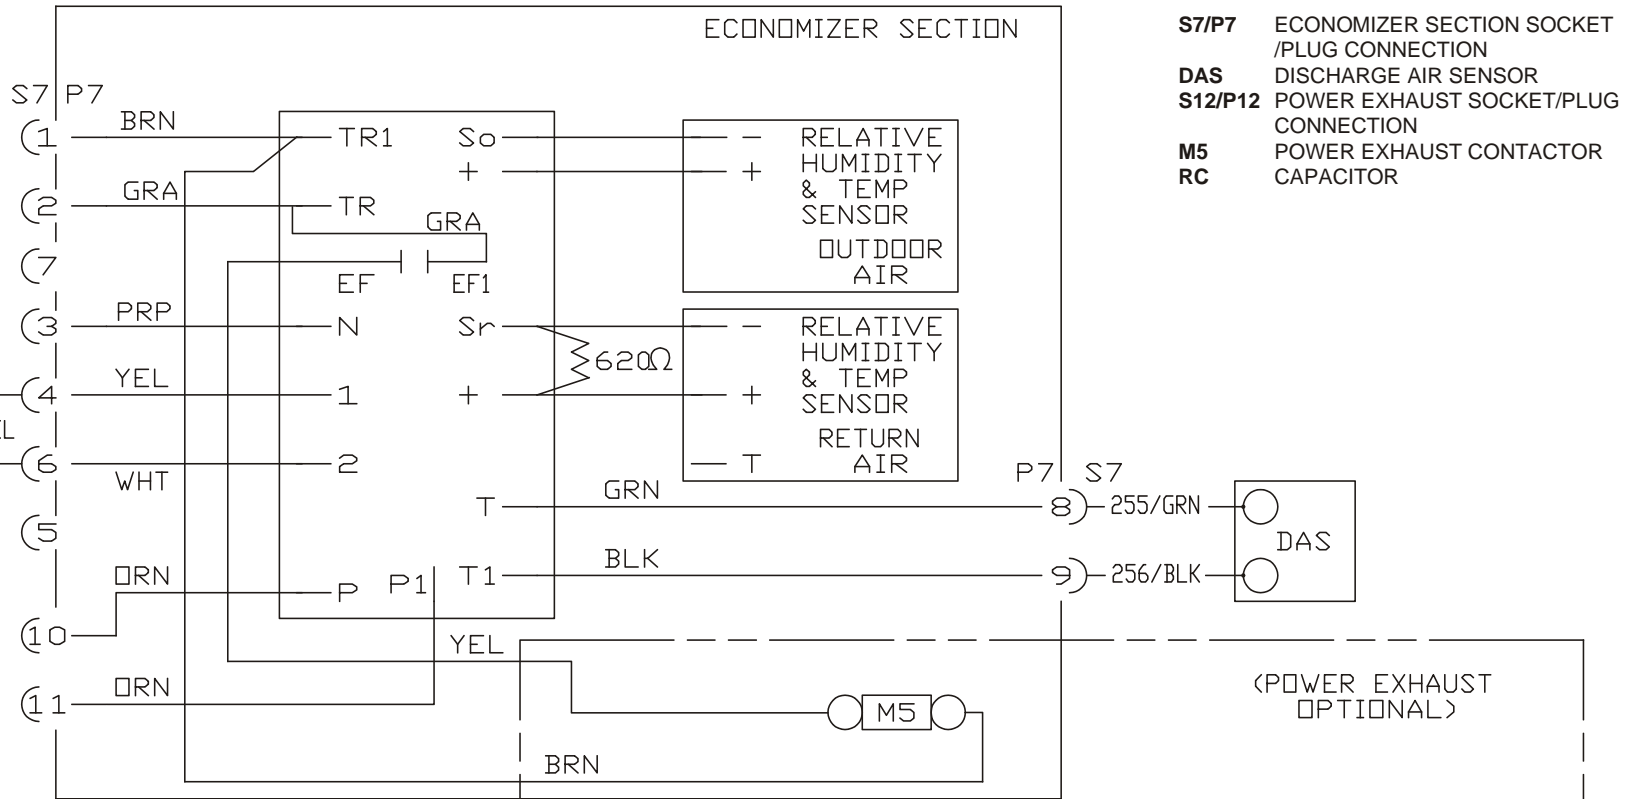 ECONOMIZER SECTION
S7/P7 ECONOMIZER SECTION SOCKET
/PLUG CONNECTION
DAS DISCHARGE AIR SENSOR
S12/P12 POWER EXHAUST SOCKET/PLUG
CONNECTION
M5 POWER EXHAUST CONTACTOR
RC CAPACITOR
S7 P7
1 BRN TR1 So - - RELATIVE
HUMIDITY
+ +
& TEMP
SENSOR
OUTDOOR
AIR
2 GRA TR
GRA
7
EF EF1
3 PRP N Sr - - RELATIVE
HUMIDITY
620Ω
& TEMP
4 YEL 1 + + SENSOR
RETURN
AIR
T
EL
6 WHT 2
P7 S7
T GRN 8 255/GRN
5
DAS
T1 BLK 9 256/BLK
ORN P P1
10
YEL
11 ORN
M5
BRN
(POWER EXHAUST
OPTIONAL)